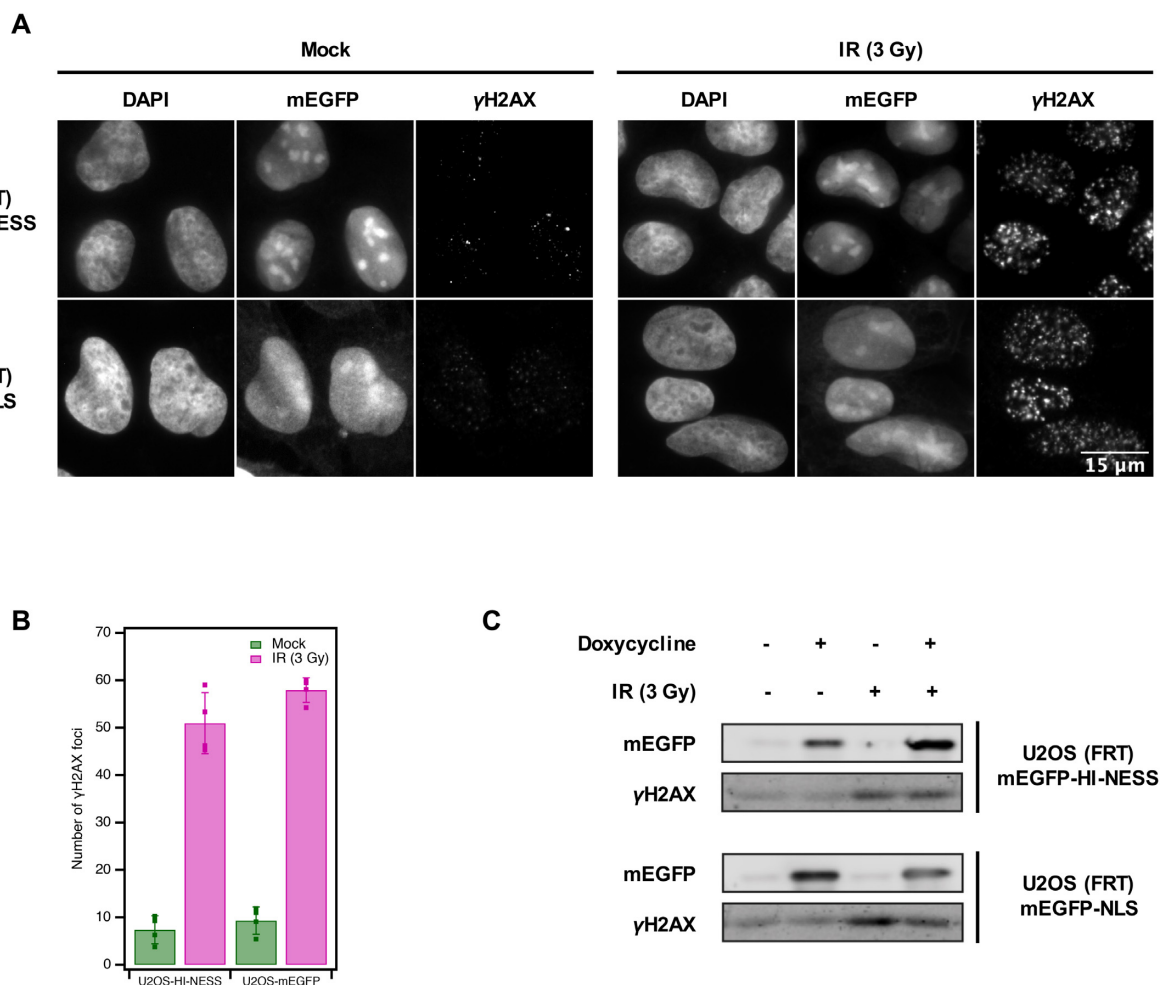 A
Mock
IR (3 Gy)
DAPI
mEGFP
γH2AX
DAPI
mEGFP
γH2AX
T)
ESS
T)
LS
15 µm
B
Number of γH2AX foci
70
60
50
40
30
20
10
0
Mock
IR (3 Gy)
U2OS-HI-NESS
U2OS-mEGFP
C
Doxycycline - + - +
IR (3 Gy) - - + +
mEGFP
γH2AX
U2OS (FRT)
mEGFP-HI-NESS
mEGFP
γH2AX
U2OS (FRT)
mEGFP-NLS